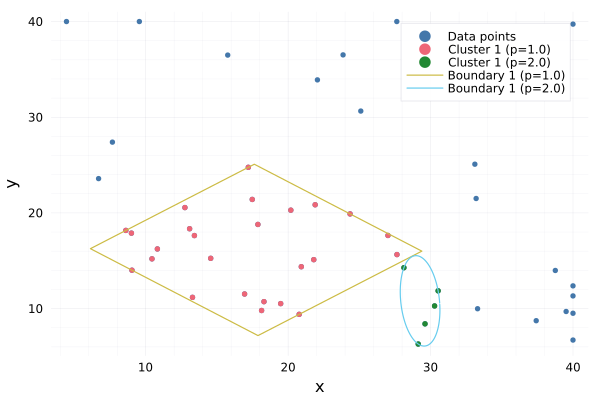 40
30
20
10
y
10 20 30 40
x
Data points
Cluster 1 (p=1.0)
Cluster 1 (p=2.0)
Boundary 1 (p=1.0)
Boundary 1 (p=2.0)